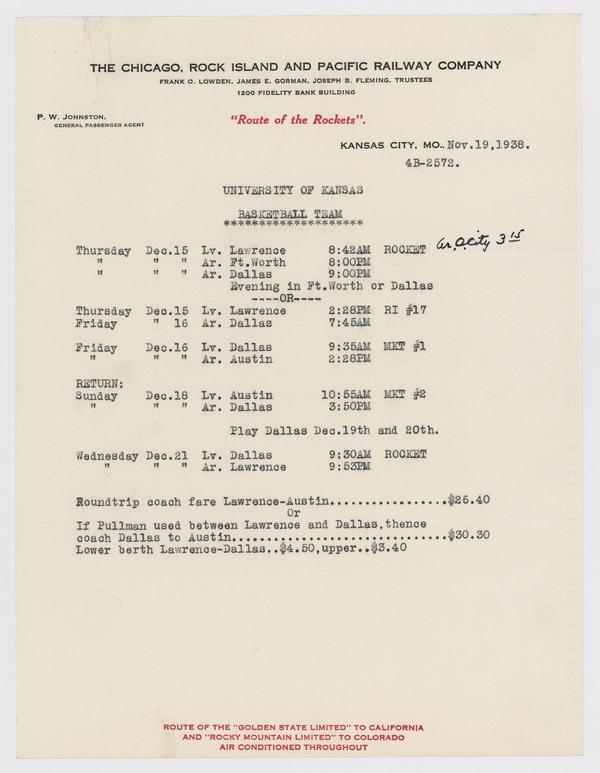 THE CHICAGO, ROCK ISLAND AND PACIFIC RAILWAY COMPANY
FRANK O. LOWDEN, JAMES E. GORMAN, JOSEPH B. FLEMING, TRUSTEES
1200 FIDELITY BANK BUILDING
P. W. JOHNSTON,
GENERAL PASSENGER AGENT
"Route of the Rockets".
KANSAS CITY, MO., Nov.19,1938.
4B-2572.
UNIVERSITY OF KANSAS
BASKETBALL TEAM
********************
Thursday Dec.15 Lv. Lawrence 8:42AM ROCKET ar. O.City 3 15
" " " Ar. Ft.Worth 8:00PM
" " " Ar. Dallas 9:00PM
Evening in Ft.Worth or Dallas
----OR----
Thursday Dec.15 Lv. Lawrence 2:28PM RI #17
Friday " 16 Ar. Dallas 7:45AM
Friday Dec.16 Lv. Dallas 9:35AM MKT #1
" " " Ar. Austin 2:28PM
RETURN:
Sunday Dec.18 Lv. Austin 10:55AM MKT #2
" " " Ar. Dallas 3:50PM
Play Dallas Dec.19th and 20th.
Wednesday Dec.21 Lv. Dallas 9:30AM ROCKET
" " " Ar. Lawrence 9:53PM
Roundtrip coach fare Lawrence-Austin.................$26.40
Or
If Pullman used between Lawrence and Dallas,thence
coach Dallas to Austin...............................$30.30
Lower berth Lawrence-Dallas..$4.50,upper..$3.40
ROUTE OF THE "GOLDEN STATE LIMITED" TO CALIFORNIA
AND "ROCKY MOUNTAIN LIMITED" TO COLORADO
AIR CONDITIONED THROUGHOUT